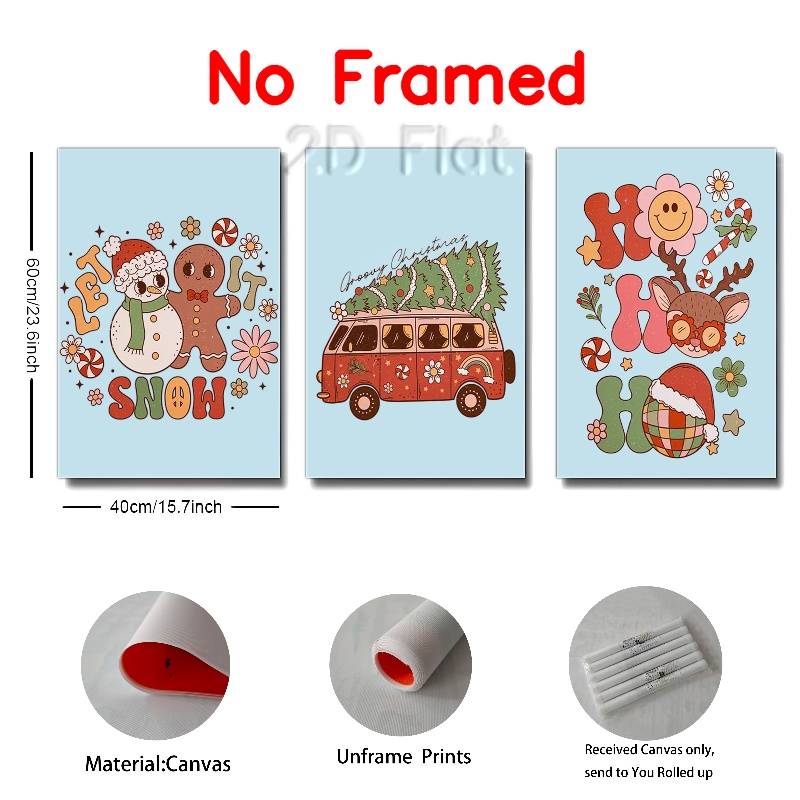 No Framed
2D Flat
LET
IT
SNOW
Groovy Christmas
HO
HO
HO
60cm/23.6inch
40cm/15.7inch
Material:Canvas
Unframe Prints
Received Canvas only,
send to You Rolled up